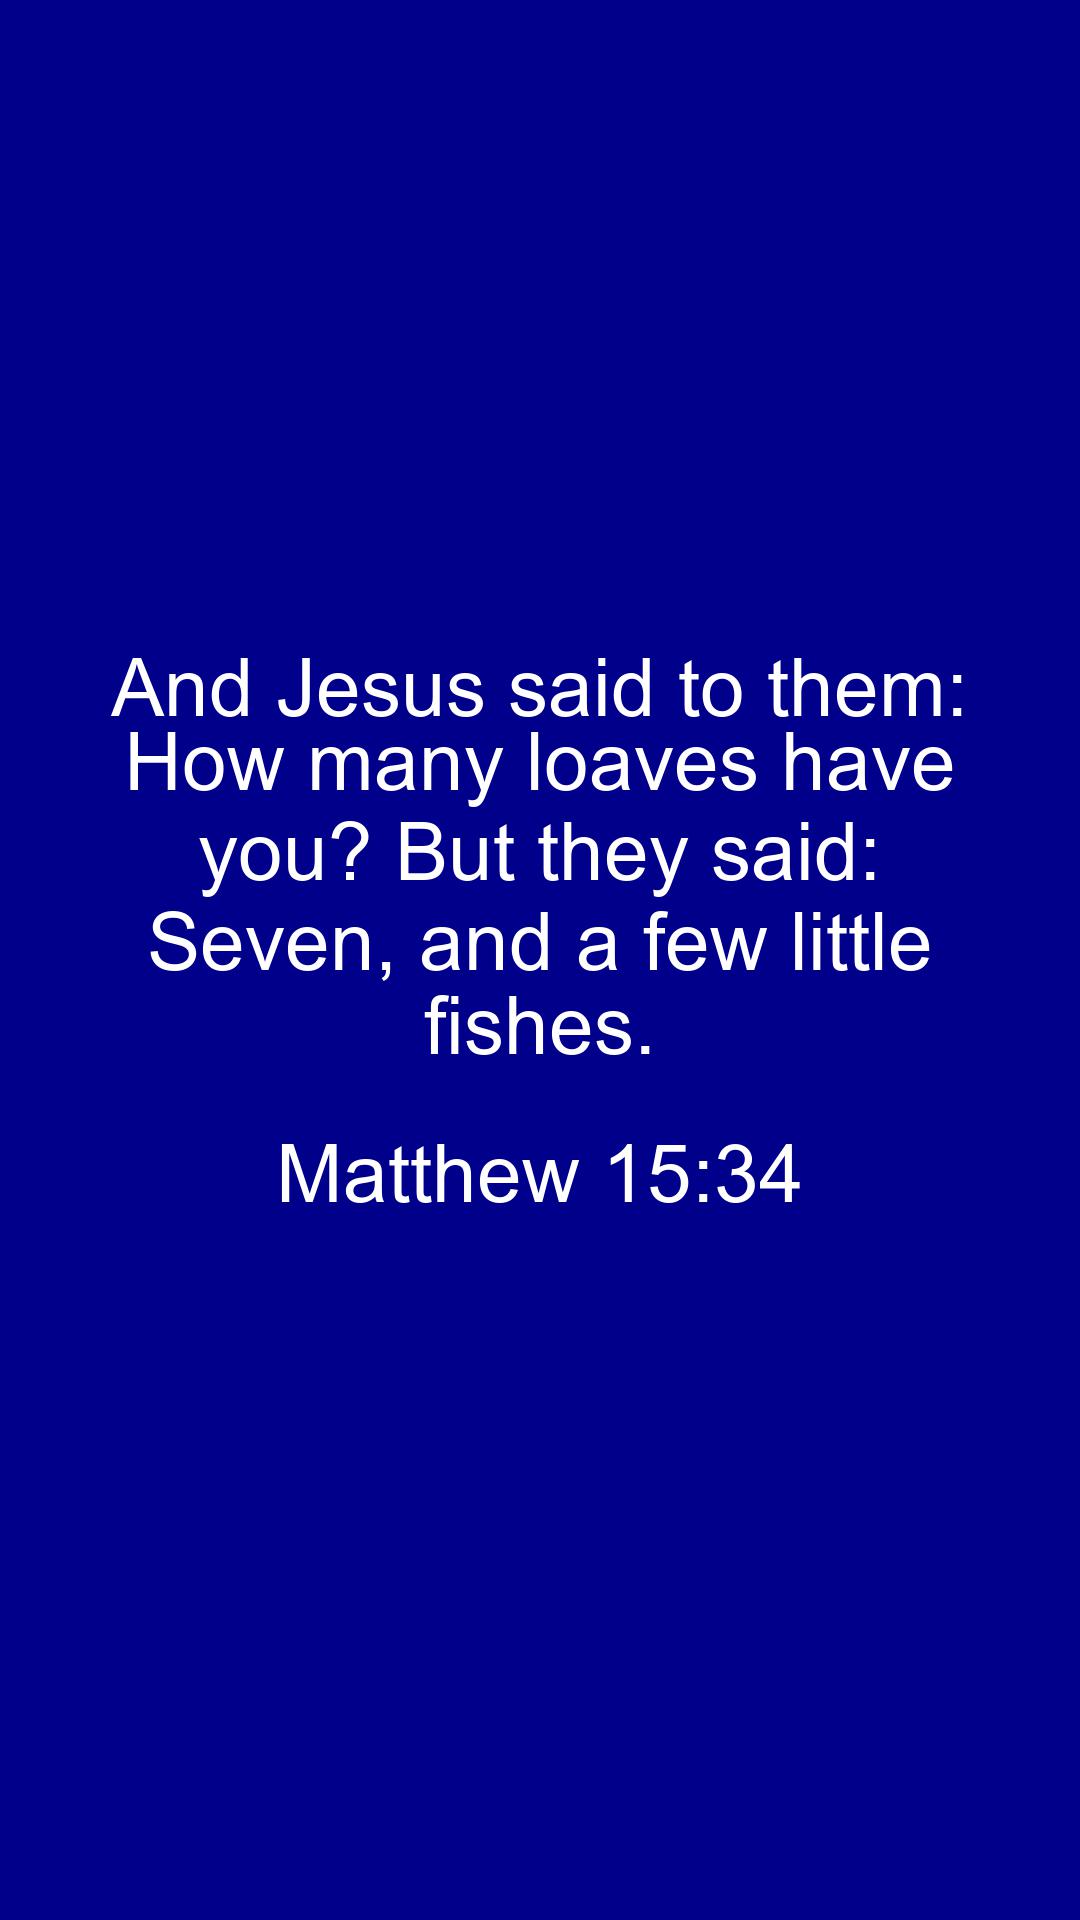 And Jesus said to them:
How many loaves have
you? But they said:
Seven, and a few little
fishes.
Matthew 15:34